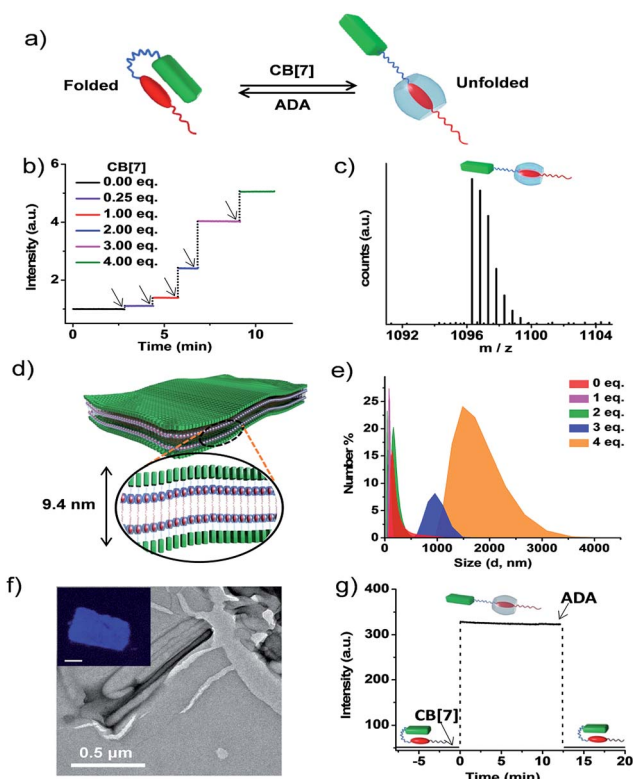 a)
Folded
CB[7]
ADA
Unfolded
b)
CB[7]
0.00 eq.
0.25 eq.
1.00 eq.
2.00 eq.
3.00 eq.
4.00 eq.
5
4
2
Intensity (a.u.)
0 5 10
Time (min)
c)
counts (a.u.)
1092 1096 1100 1104
m / z
d)
9.4 nm
e)
0 eq.
1 eq.
2 eq.
3 eq.
4 eq.
30
25
20
15
10
5
0
Number %
0 1000 2000 3000 4000
Size (d, nm)
f)
0.5 µm
g)
400
300
200
100
Intensity (a.u.)
ADA
CB[7]
-5 0 5 10 15 20
Time (min)